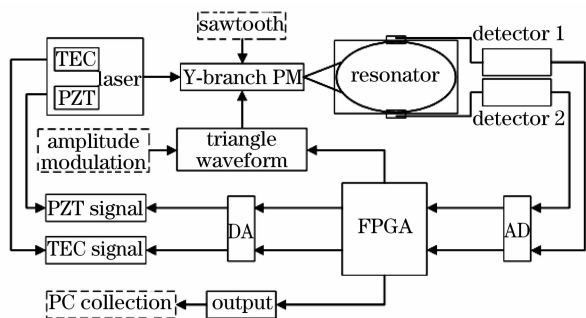 sawtooth
detector 1
TEC
laser
PZT
Y-branch PM
resonator
detector 2
amplitude
modulation
triangle
waveform
PZT signal
DA
FPGA
AD
TEC signal
PC collection
output